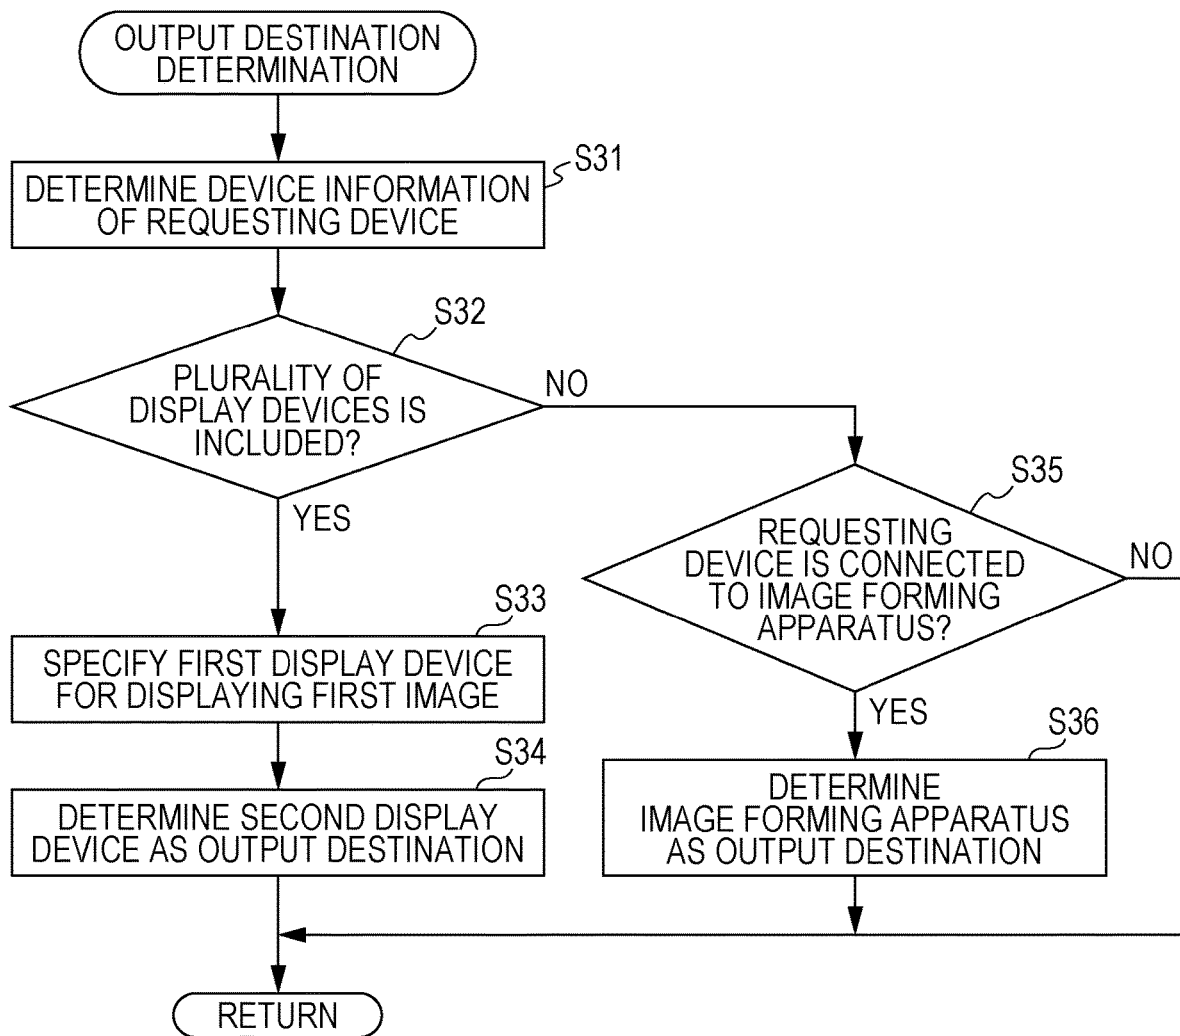 OUTPUT DESTINATION
DETERMINATION
S31
DETERMINE DEVICE INFORMATION
OF REQUESTING DEVICE
S32
PLURALITY OF
DISPLAY DEVICES IS
INCLUDED?
NO
YES
S33
SPECIFY FIRST DISPLAY DEVICE
FOR DISPLAYING FIRST IMAGE
S34
DETERMINE SECOND DISPLAY
DEVICE AS OUTPUT DESTINATION
S35
REQUESTING
DEVICE IS CONNECTED
TO IMAGE FORMING
APPARATUS?
NO
YES
S36
DETERMINE
IMAGE FORMING APPARATUS
AS OUTPUT DESTINATION
RETURN